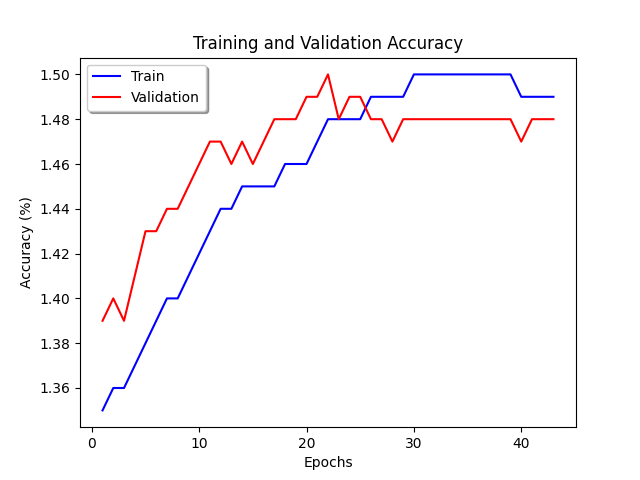 Training and Validation Accuracy
Train
Validation
Accuracy (%)
1.50
1.48
1.46
1.44
1.42
1.40
1.38
1.36
0
10
20
30
40
Epochs